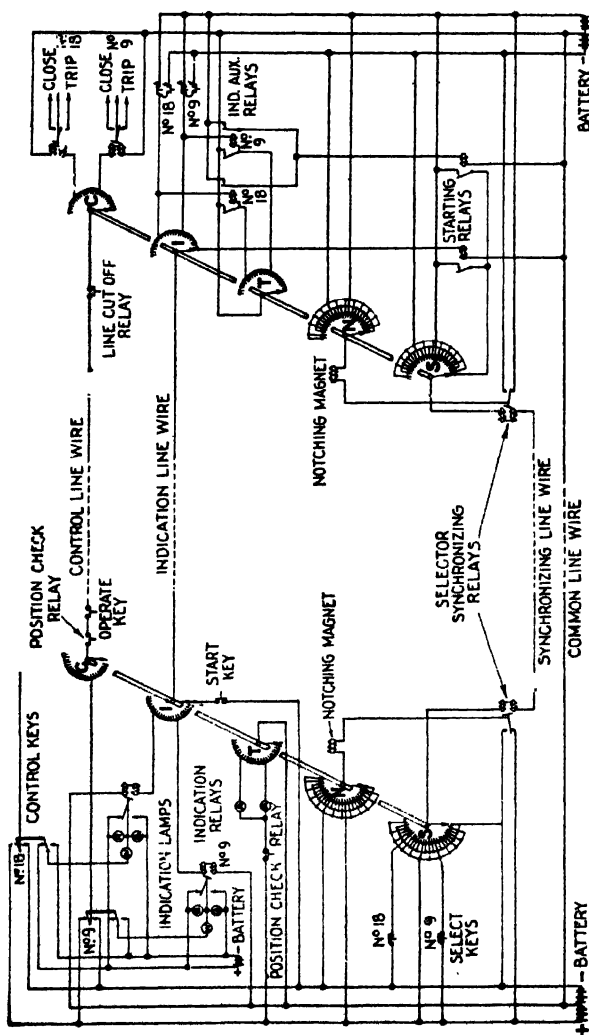 CLOSE
TRIP 18
CLOSE No
TRIP 9
No 18
No 9
IND. AUX.
RELAYS
No
9
No
18
LINE CUT OFF
RELAY
C
I
T
N
S
STARTING
RELAYS
BATTERY
NOTCHING MAGNET
CONTROL LINE WIRE
INDICATION LINE WIRE
SELECTOR
SYNCHRONIZING
RELAYS
SYNCHRONIZING LINE WIRE
COMMON LINE WIRE
POSITION CHECK
RELAY
OPERATE
KEY
START
KEY
NOTCHING MAGNET
C
I
T
N
S
CONTROL KEYS
No 18
INDICATION LAMPS
INDICATION
RELAYS
No 9
No 9
+ - BATTERY
POSITION CHECK RELAY
No 18
No 9
SELECT
KEYS
+ - BATTERY